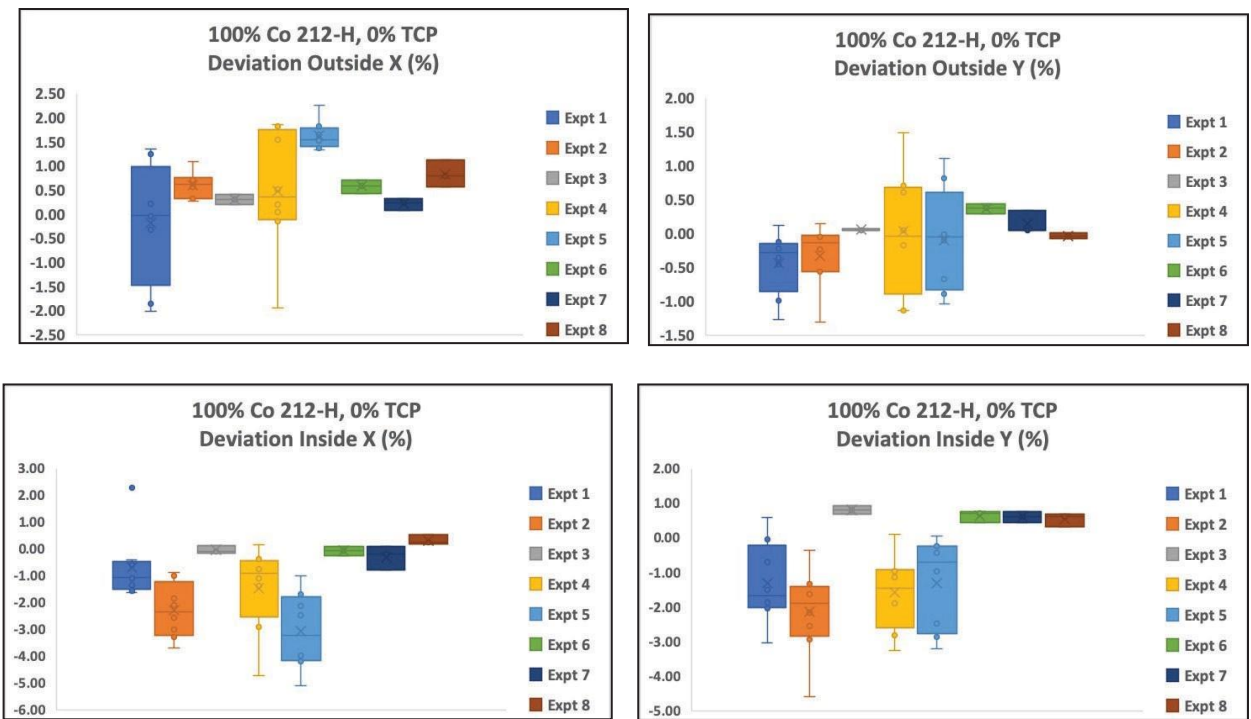 100% Co 212-H, 0% TCP
Deviation Outside X (%)
2.50
2.00
1.50
1.00
0.50
0.00
-0.50
-1.00
-1.50
-2.00
-2.50
Expt 1
Expt 2
Expt 3
Expt 4
Expt 5
Expt 6
Expt 7
Expt 8
100% Co 212-H, 0% TCP
Deviation Outside Y (%)
2.00
1.50
1.00
0.50
0.00
-0.50
-1.00
-1.50
Expt 1
Expt 2
Expt 3
Expt 4
Expt 5
Expt 6
Expt 7
Expt 8
100% Co 212-H, 0% TCP
Deviation Inside X (%)
3.00
2.00
1.00
0.00
-1.00
-2.00
-3.00
-4.00
-5.00
-6.00
Expt 1
Expt 2
Expt 3
Expt 4
Expt 5
Expt 6
Expt 7
Expt 8
100% Co 212-H, 0% TCP
Deviation Inside Y (%)
2.00
1.00
0.00
-1.00
-2.00
-3.00
-4.00
-5.00
Expt 1
Expt 2
Expt 3
Expt 4
Expt 5
Expt 6
Expt 7
Expt 8